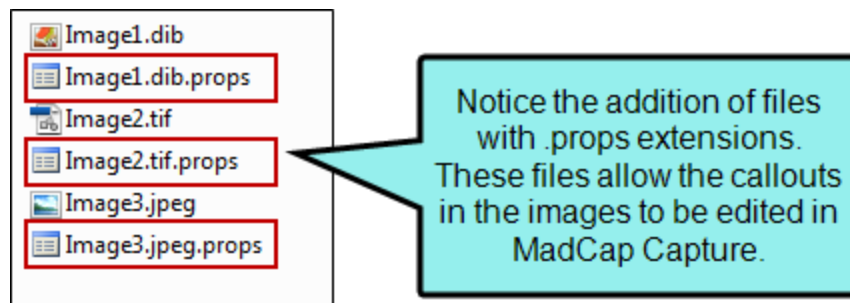 Image1.dib
Image1.dib.props
Image2.tif
Image2.tif.props
Image3.jpeg
Image3.jpeg.props
Notice the addition of files
with .props extensions.
These files allow the callouts
in the images to be edited in
MadCap Capture.